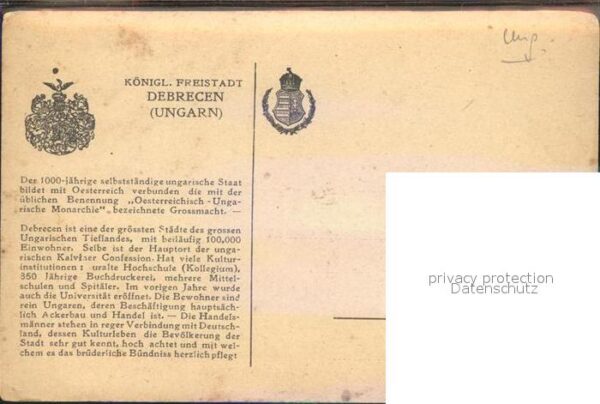 KÖNIGL. FREISTADT
DEBRECEN
(UNGARN)
Der 1000-jährige selbstständige ungarische Staat
bildet mit Oesterreich verbunden die mit der
üblichen Benennung „Oesterreichisch-Unga-
rische Monarchie" bezeichnete Grossmacht. —
Debrecen ist eine der grössten Städte des grossen
Ungarischen Tieflandes, mit beiläufig 100,000
Einwohner. Selbe ist der Hauptort der unga-
rischen Kalviner Confession. Hat viele Kultur-
institutionen: uralte Hochschule (Kollegium),
350 Jährige Buchdruckerei, mehrere Mittel-
schulen und Spitäler. Im vorigen Jahre wurde
auch die Universität eröffnet. Die Bewohner sind
rein Ungaren, deren Beschäftigung hauptsäch-
lich Ackerbau und Handel ist. — Die Handels-
männer stehen in reger Verbindung mit Deutsch-
land, dessen Kulturleben die Bevölkerung der
Stadt sehr gut kennt, hoch achtet und mit wel-
chem es das brüderliche Bündniss herzlich pflegt
privacy protection
Datenschutz